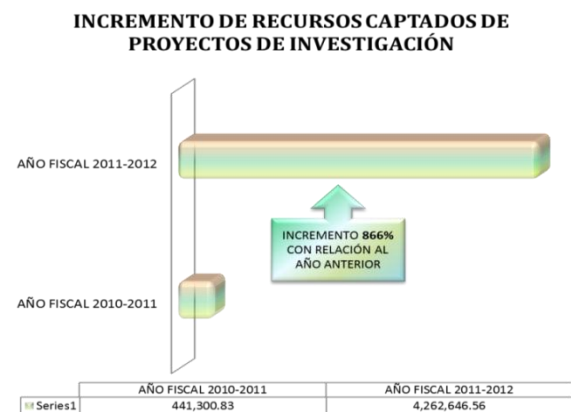 INCREMENTO DE RECURSOS CAPTADOS DE
PROYECTOS DE INVESTIGACIÓN
AÑO FISCAL 2011-2012
INCREMENTO 866%
CON RELACIÓN AL
AÑO ANTERIOR
AÑO FISCAL 2010-2011
AÑO FISCAL 2010-2011 AÑO FISCAL 2011-2012
Series1 441,300.83 4,262,646.56